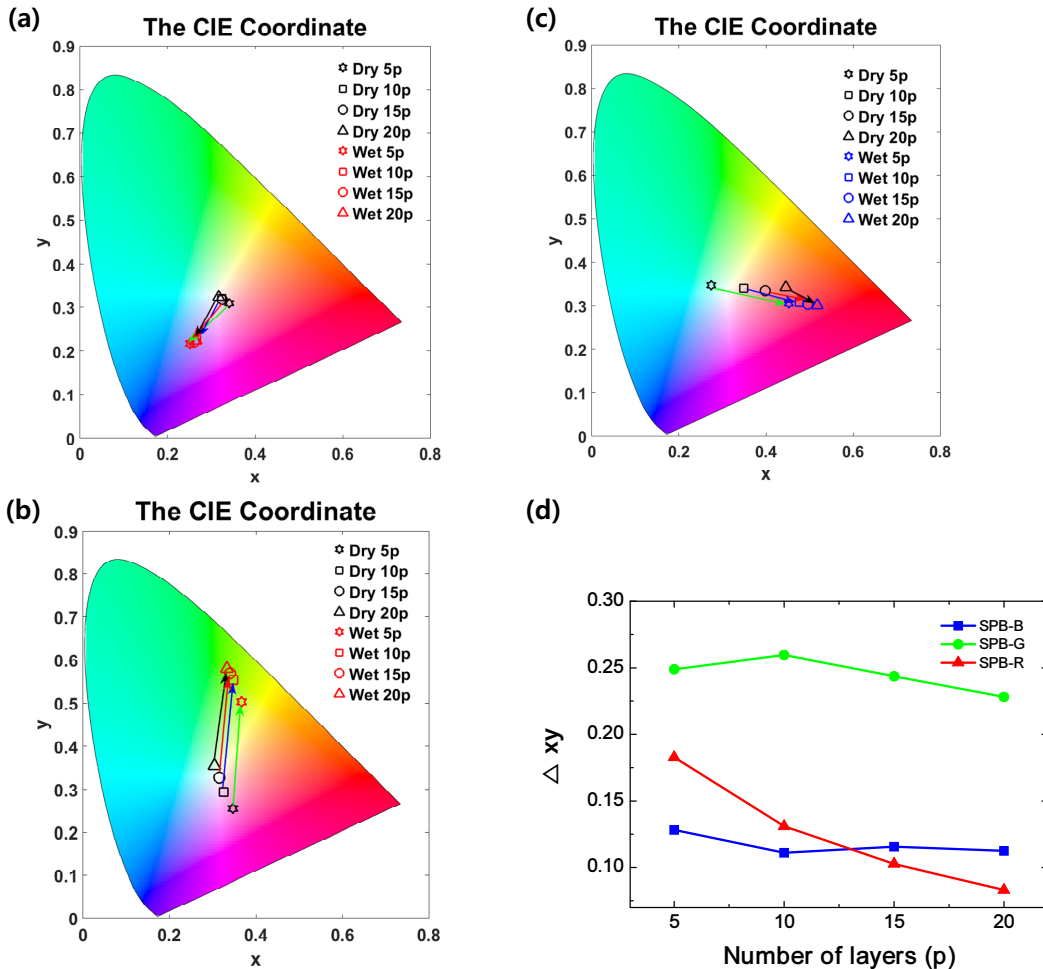 (a)
The CIE Coordinate
0.9
0.8
0.7
0.6
0.5
0.4
0.3
0.2
0.1
0
y
0
0.2
0.4
0.6
0.8
x
Dry 5p
Dry 10p
Dry 15p
Dry 20p
Wet 5p
Wet 10p
Wet 15p
Wet 20p
(c)
The CIE Coordinate
0.9
0.8
0.7
0.6
0.5
0.4
0.3
0.2
0.1
0
y
0
0.2
0.4
0.6
0.8
x
Dry 5p
Dry 10p
Dry 15p
Dry 20p
Wet 5p
Wet 10p
Wet 15p
Wet 20p
(b)
The CIE Coordinate
0.9
0.8
0.7
0.6
0.5
0.4
0.3
0.2
0.1
0
y
0
0.2
0.4
0.6
0.8
x
Dry 5p
Dry 10p
Dry 15p
Dry 20p
Wet 5p
Wet 10p
Wet 15p
Wet 20p
(d)
0.30
0.25
0.20
0.15
0.10
△ xy
SPB-B
SPB-G
SPB-R
5
10
15
20
Number of layers (p)